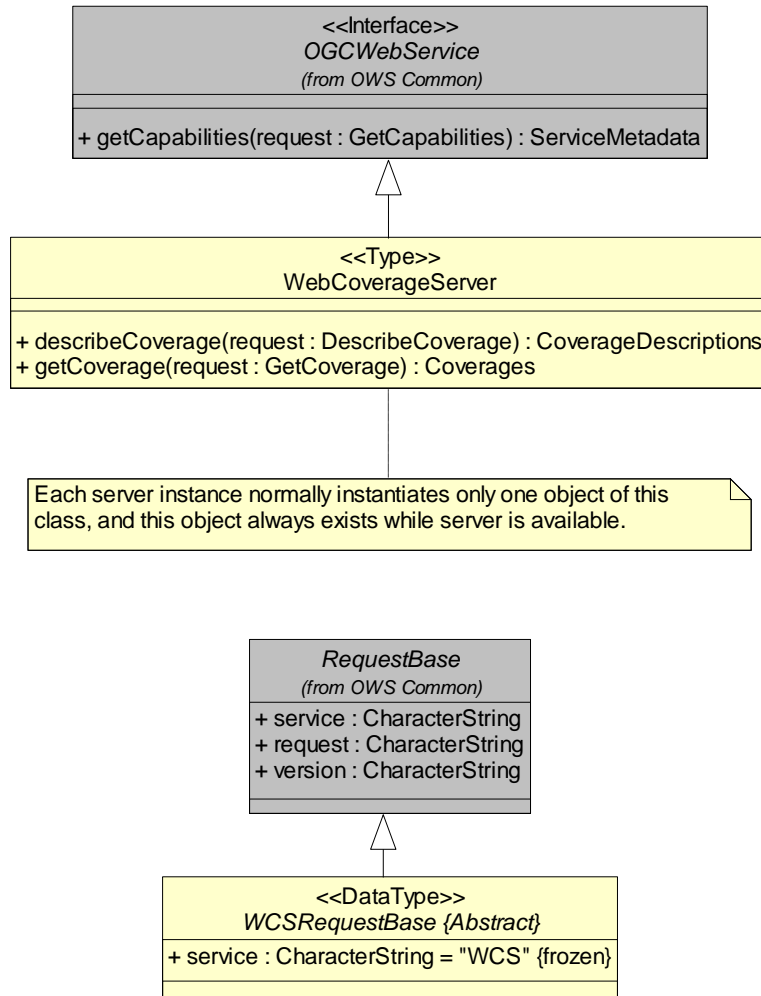 <<Interface>>
OGCWebService
(from OWS Common)
+ getCapabilities(request : GetCapabilities) : ServiceMetadata
<<Type>>
WebCoverageServer
+ describeCoverage(request : DescribeCoverage) : CoverageDescriptions
+ getCoverage(request : GetCoverage) : Coverages
Each server instance normally instantiates only one object of this
class, and this object always exists while server is available.
RequestBase
(from OWS Common)
+ service : CharacterString
+ request : CharacterString
+ version : CharacterString
<<DataType>>
WCSRequestBase {Abstract}
+ service : CharacterString = "WCS" {frozen}